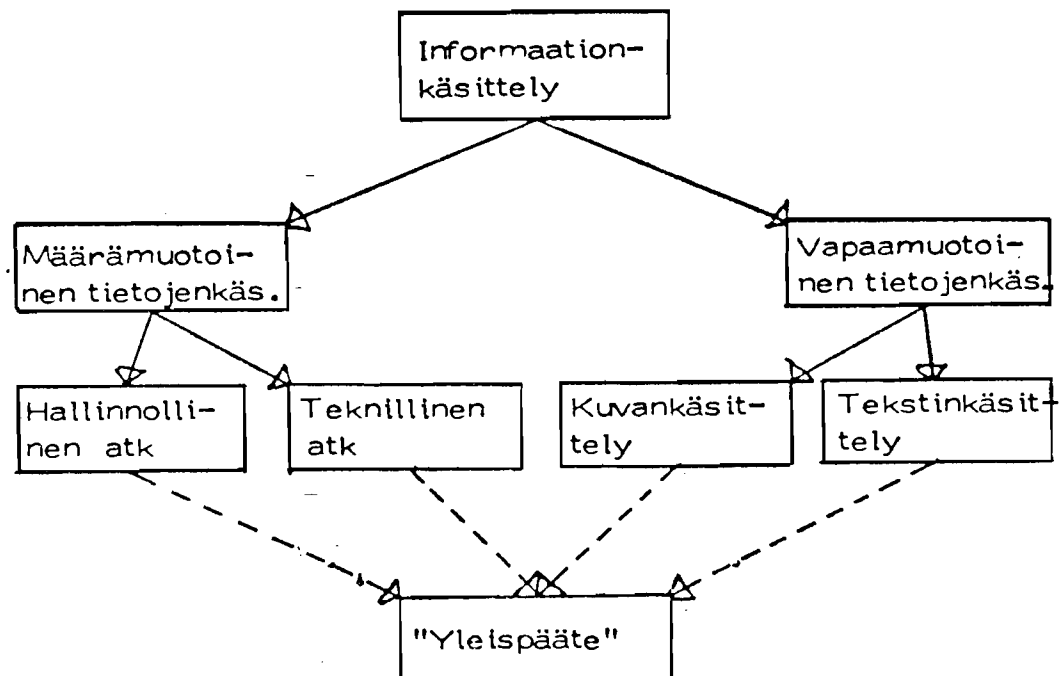 Informaation-
käsittely
Määrämuotoi-
nen tietojenkäs.
Vapaamuotoi-
nen tietojenkäs.
Hallinnolli-
nen atk
Teknillinen
atk
Kuvankäsit-
tely
Tekstinkäsit-
tely
"Yleispääte"